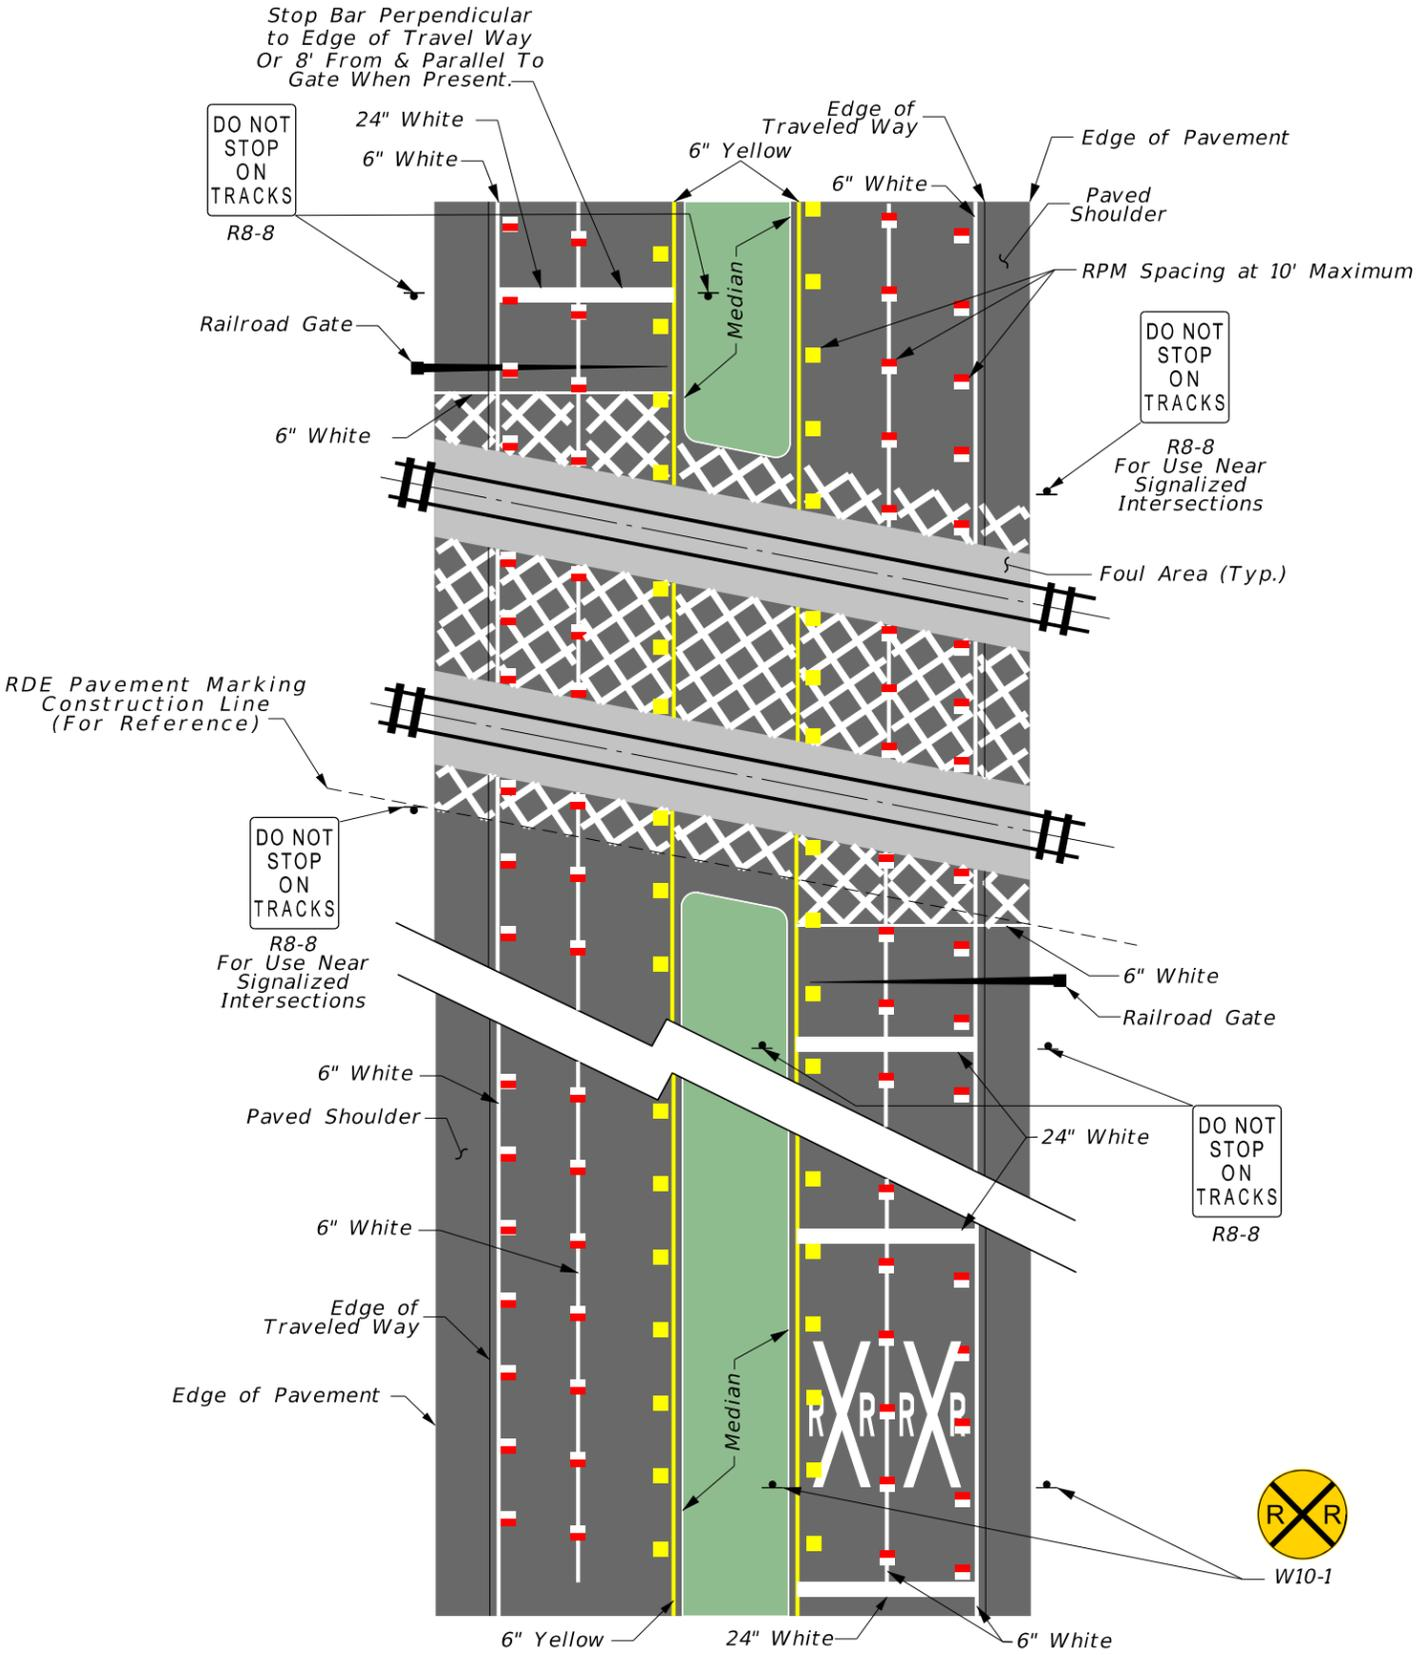 Stop Bar Perpendicular
to Edge of Travel Way
Or 8' From & Parallel To
Gate When Present.
DO NOT
STOP
ON
TRACKS
R8-8
24" White
6" White
6" Yellow
Edge of
Traveled Way
6" White
Edge of Pavement
Paved
Shoulder
RPM Spacing at 10' Maximum
Median
Railroad Gate
6" White
DO NOT
STOP
ON
TRACKS
R8-8
For Use Near
Signalized
Intersections
Foul Area (Typ.)
RDE Pavement Marking
Construction Line
(For Reference)
DO NOT
STOP
ON
TRACKS
R8-8
For Use Near
Signalized
Intersections
6" White
Railroad Gate
6" White
Paved Shoulder
24" White
DO NOT
STOP
ON
TRACKS
R8-8
6" White
Edge of
Traveled Way
Edge of Pavement
Median
R R R R
R R
W10-1
6" Yellow
24" White
6" White